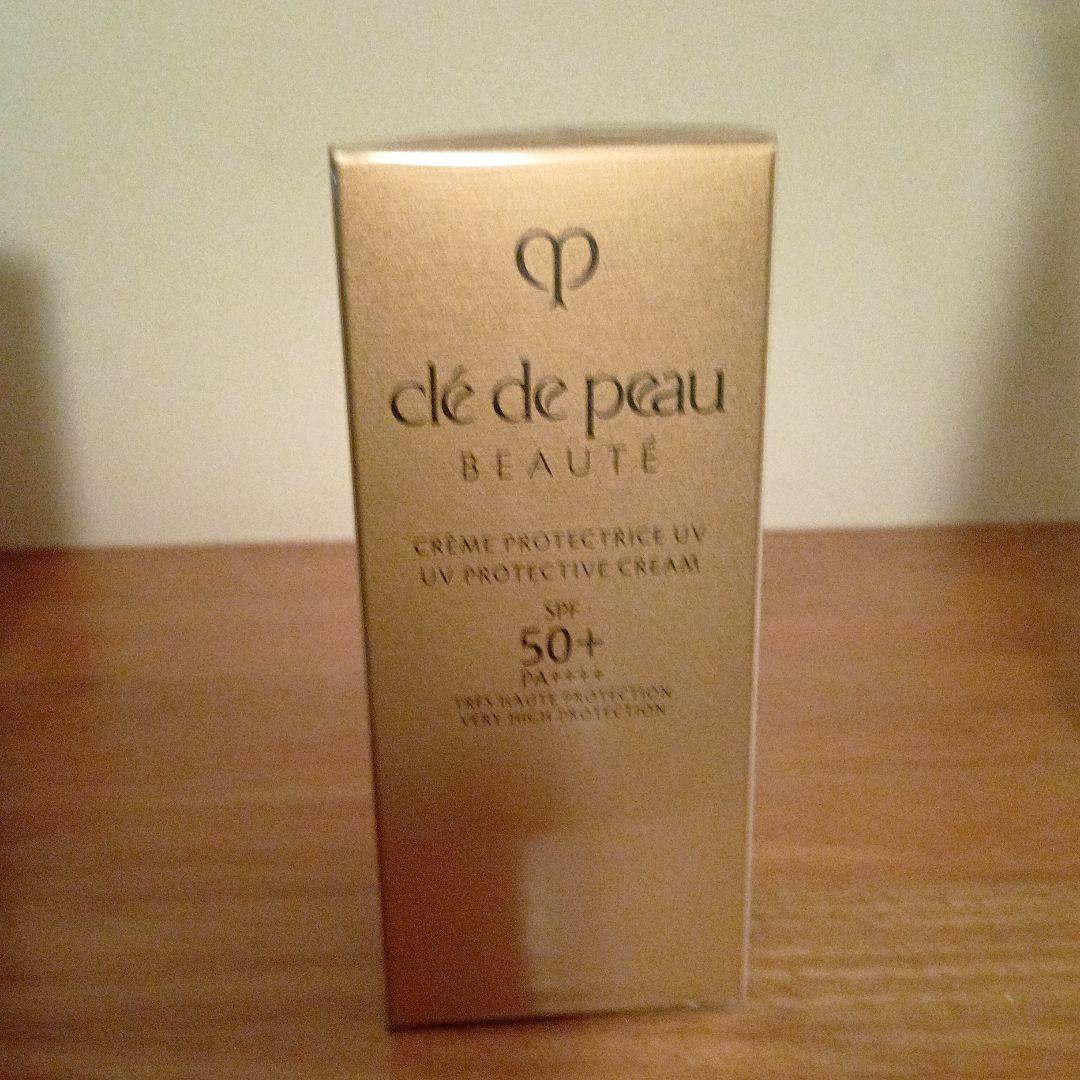 clé de peau
BEAUTÉ
CRÈME PROTECTRICE UV
UV PROTECTIVE CREAM
SPF
50+
PA++++
TRÈS HAUTE PROTECTION
VERY HIGH PROTECTION